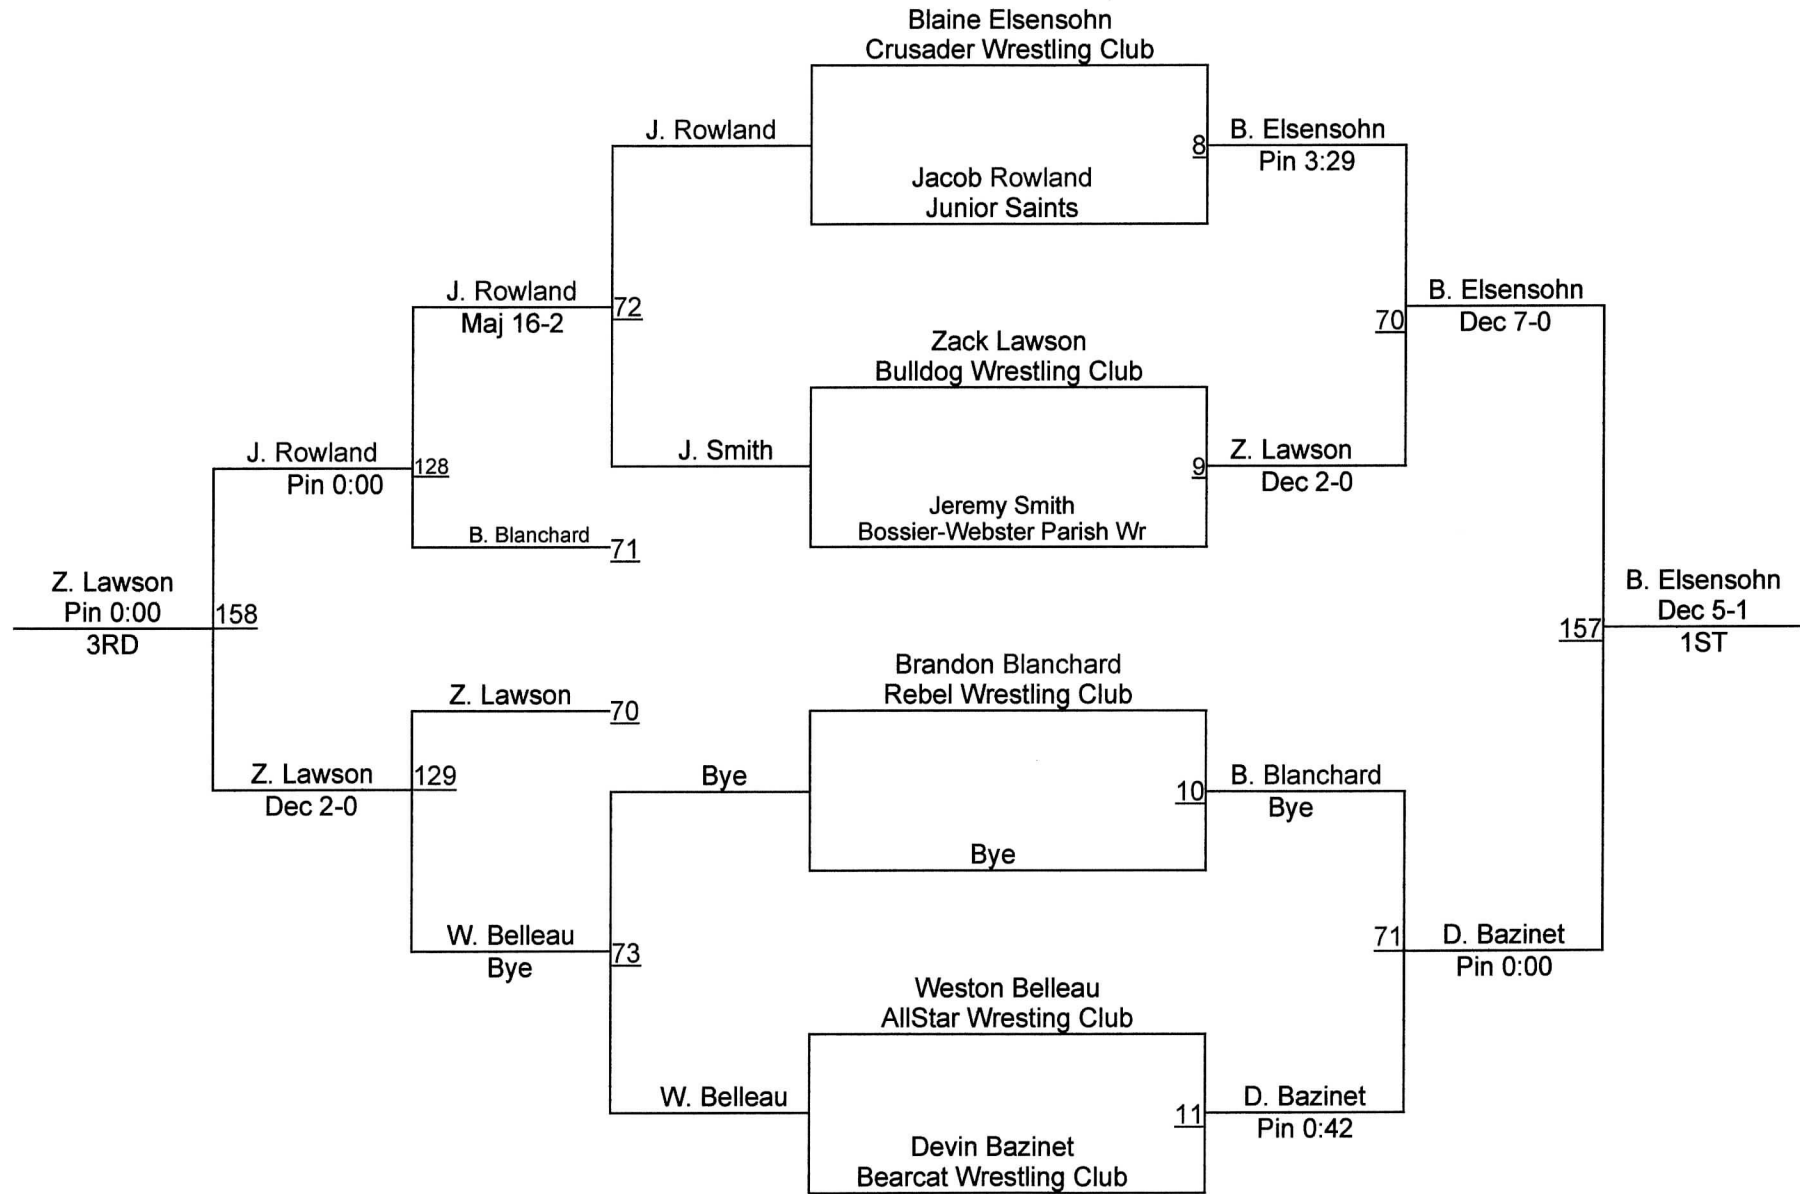 Blaine Elsensohn
Crusader Wrestling Club
J. Rowland
8
B. Elsensohn
Pin 3:29
Jacob Rowland
Junior Saints
J. Rowland
Maj 16-2
72
B. Elsensohn
Dec 7-0
70
Zack Lawson
Bulldog Wrestling Club
J. Rowland
Pin 0:00
128
J. Smith
9
Z. Lawson
Dec 2-0
Jeremy Smith
Bossier-Webster Parish Wr
B. Blanchard
71
Z. Lawson
Pin 0:00
3RD
158
157
B. Elsensohn
Dec 5-1
1ST
Brandon Blanchard
Rebel Wrestling Club
Z. Lawson
70
Z. Lawson
Dec 2-0
129
Bye
10
B. Blanchard
Bye
Bye
W. Belleau
Bye
73
71
D. Bazinet
Pin 0:00
Weston Belleau
AllStar Wresting Club
W. Belleau
11
D. Bazinet
Pin 0:42
Devin Bazinet
Bearcat Wrestling Club